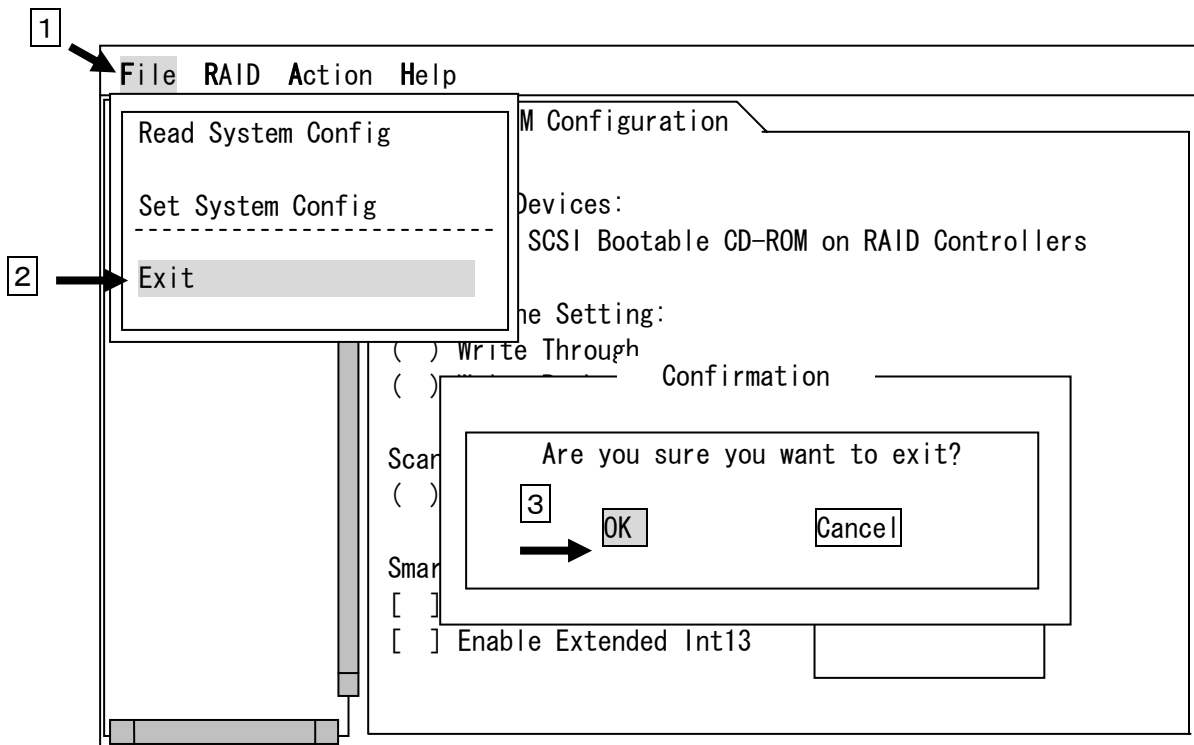 1
File RAID Action Help
Read System Config
M Configuration
Set System Config
Devices:
SCSI Bootable CD-ROM on RAID Controllers
2
Exit
he Setting:
( ) Write Through
( )
Confirmation
Are you sure you want to exit?
Scan
( )
3
OK Cancel
Smar
[ ]
[ ] Enable Extended Int13